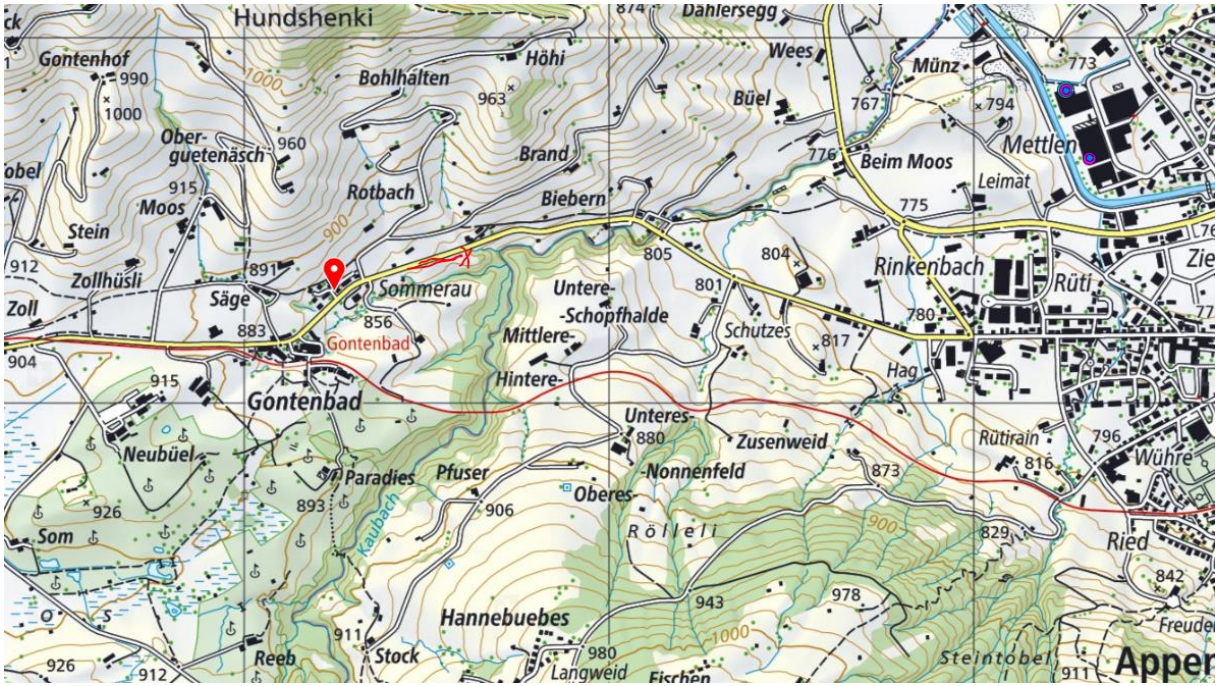 Hundshenki
874
Dählersegg
Gontenhof
990
1000
1000
Bohlhalten
Höhi
963
Wees
Büel
767
Münz
794
773
Mettlen
Ober-
guetenäsch
960
915
Moos
Rotbach
Brand
Biebern
776
Beim Moos
Leimat
775
Stein
912
Zollhüsli
Zoll
900
891
Säge
Sommerau
856
883
Gontenbad
904
805
804
801
Untere-
-Schopfhalde
Mittlere-
Hintere-
Schutzes
817
780
Rinkenbach
Rüti
Hag
915
Gontenbad
Neubüel
926
Som
Paradies
893
Kaubach
Pfuser
906
Unteres-
880
-Nonnenfeld
Oberes-
Zusenweid
873
Rölleli
900
Rütirain
816
796
Wühre
829
Ried
842
943
978
1000
Hannebuebes
980
Langweid
Eischen
911
Stock
Reeb
926
912
O
S
Steintobel
911